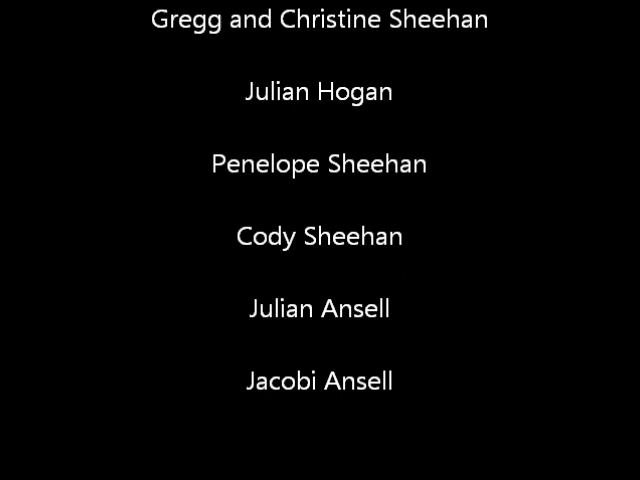 Gregg and Christine Sheehan
Julian Hogan
Penelope Sheehan
Cody Sheehan
Julian Ansell
Jacobi Ansell